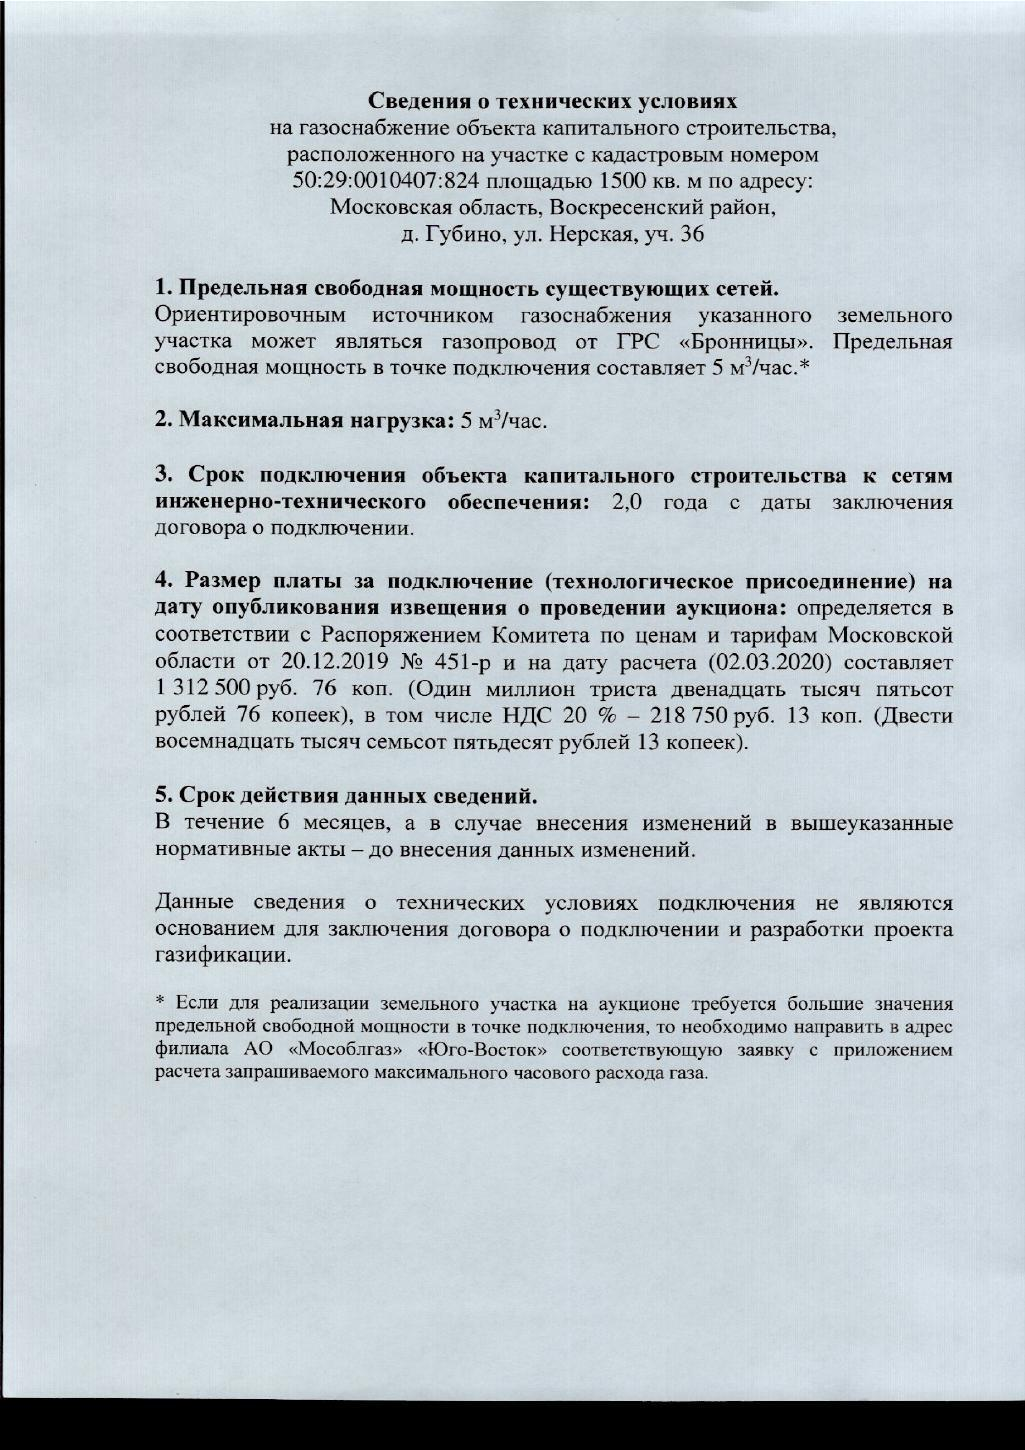 Сведения о технических условиях
на газоснабжение объекта капитального строительства,
расположенного на участке с кадастровым номером
50:29:0010407:824 площадью 1500 кв. м по адресу:
Московская область, Воскресенский район,
д. Губино, ул. Нерская, уч. 36
1. Предельная свободная мощность существующих сетей.
Ориентировочным источником газоснабжения указанного земельного
участка может являться газопровод от ГРС «Бронницы». Предельная
свободная мощность в точке подключения составляет 5 м³/час.*
2. Максимальная нагрузка: 5 м³/час.
3. Срок подключения объекта капитального строительства к сетям
инженерно-технического обеспечения: 2,0 года с даты заключения
договора о подключении.
4. Размер платы за подключение (технологическое присоединение) на
дату опубликования извещения о проведении аукциона: определяется в
соответствии с Распоряжением Комитета по ценам и тарифам Московской
области от 20.12.2019 № 451-р и на дату расчета (02.03.2020) составляет
1 312 500 руб. 76 коп. (Один миллион триста двенадцать тысяч пятьсот
рублей 76 копеек), в том числе НДС 20 % – 218 750 руб. 13 коп. (Двести
восемнадцать тысяч семьсот пятьдесят рублей 13 копеек).
5. Срок действия данных сведений.
В течение 6 месяцев, а в случае внесения изменений в вышеуказанные
нормативные акты – до внесения данных изменений.
Данные сведения о технических условиях подключения не являются
основанием для заключения договора о подключении и разработки проекта
газификации.
* Если для реализации земельного участка на аукционе требуется большие значения
предельной свободной мощности в точке подключения, то необходимо направить в адрес
филиала АО «Мособлгаз» «Юго-Восток» соответствующую заявку с приложением
расчета запрашиваемого максимального часового расхода газа.